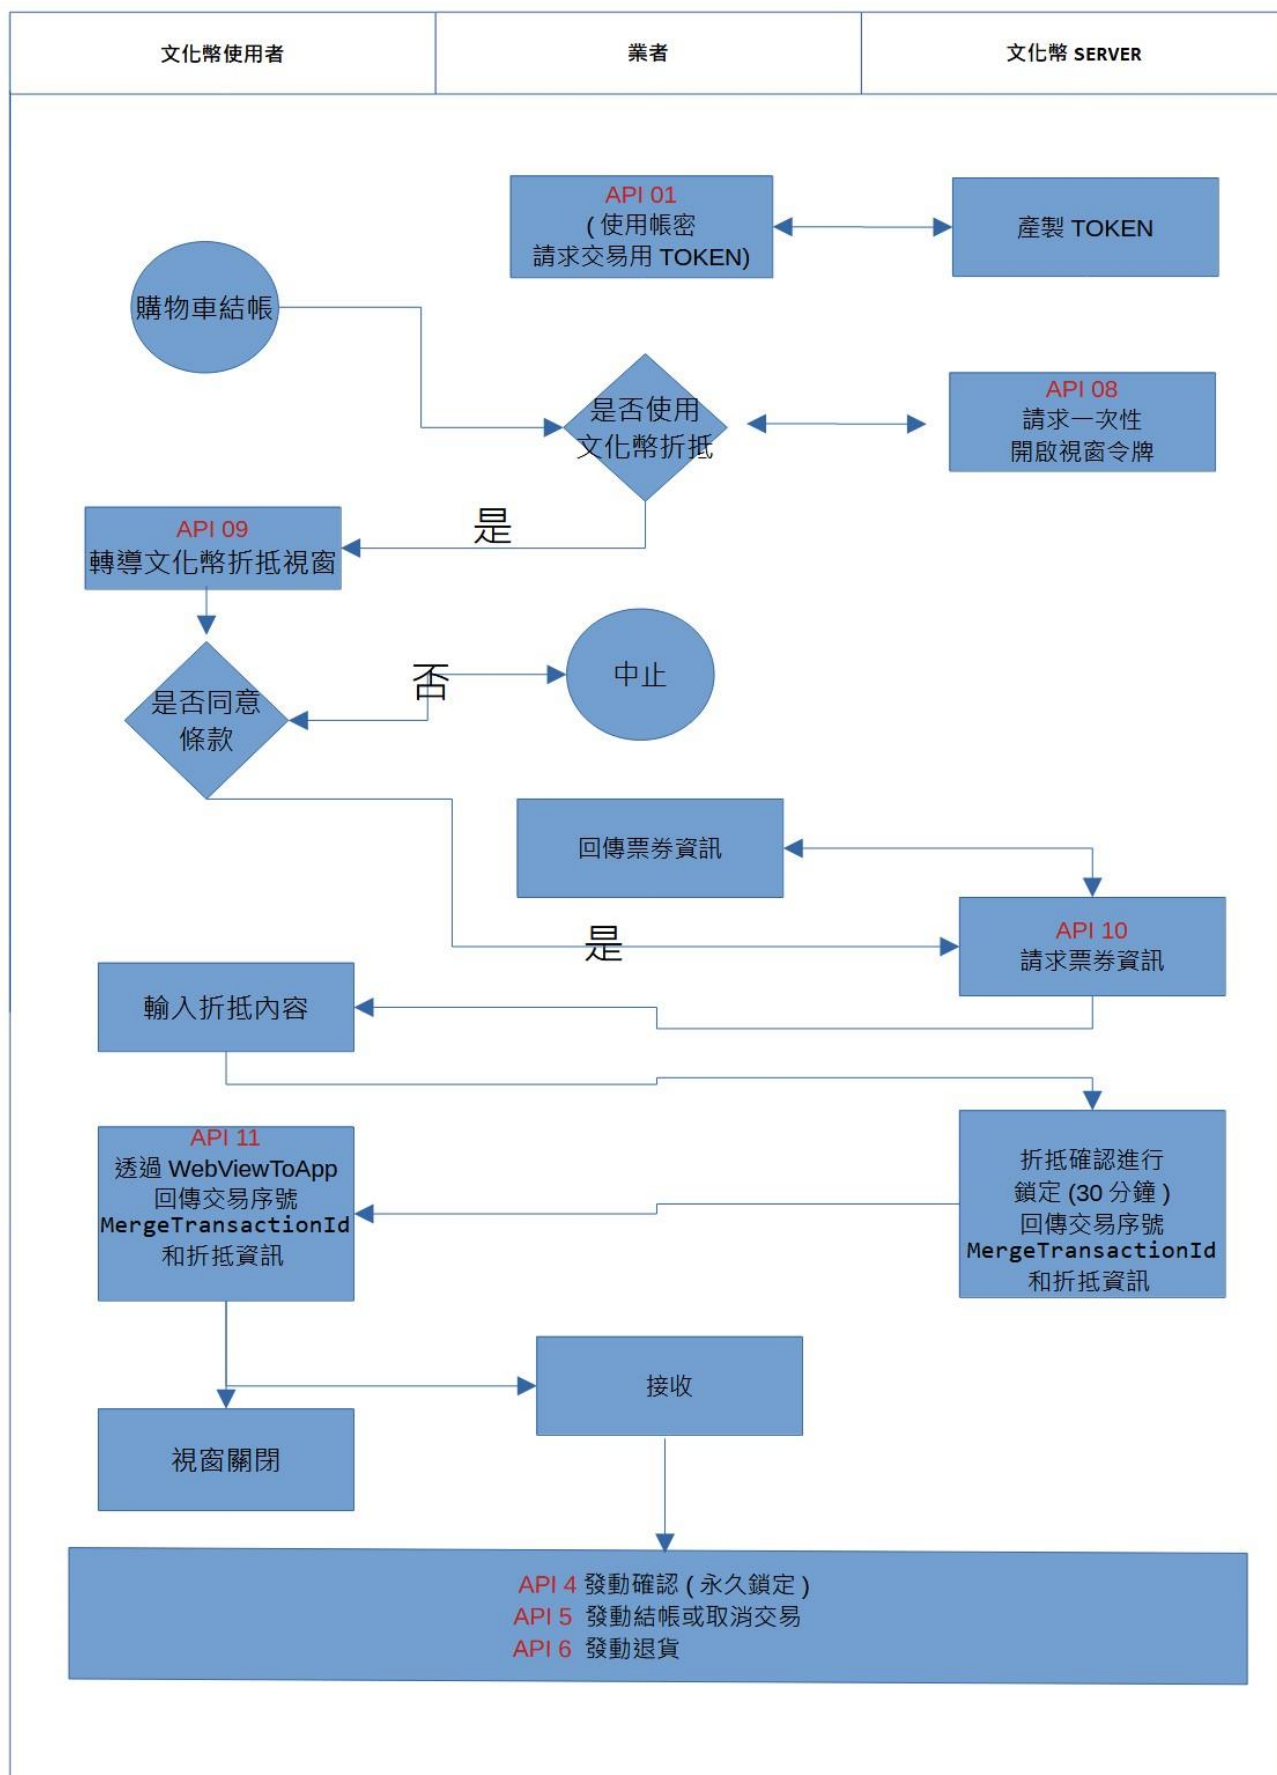 文化幣使用者
業者
文化幣 SERVER
API 01
( 使用帳密
請求交易用 TOKEN)
產製 TOKEN
購物車結帳
是否使用
文化幣折抵
API 08
請求一次性
開啟視窗令牌
API 09
轉導文化幣折抵視窗
是
是否同意
條款
否
中止
回傳票券資訊
是
API 10
請求票券資訊
輸入折抵內容
API 11
透過 WebViewToApp
回傳交易序號
MergeTransactionId
和折抵資訊
折抵確認進行
鎖定 (30 分鐘 )
回傳交易序號
MergeTransactionId
和折抵資訊
接收
視窗關閉
API 4 發動確認 ( 永久鎖定 )
API 5 發動結帳或取消交易
API 6 發動退貨